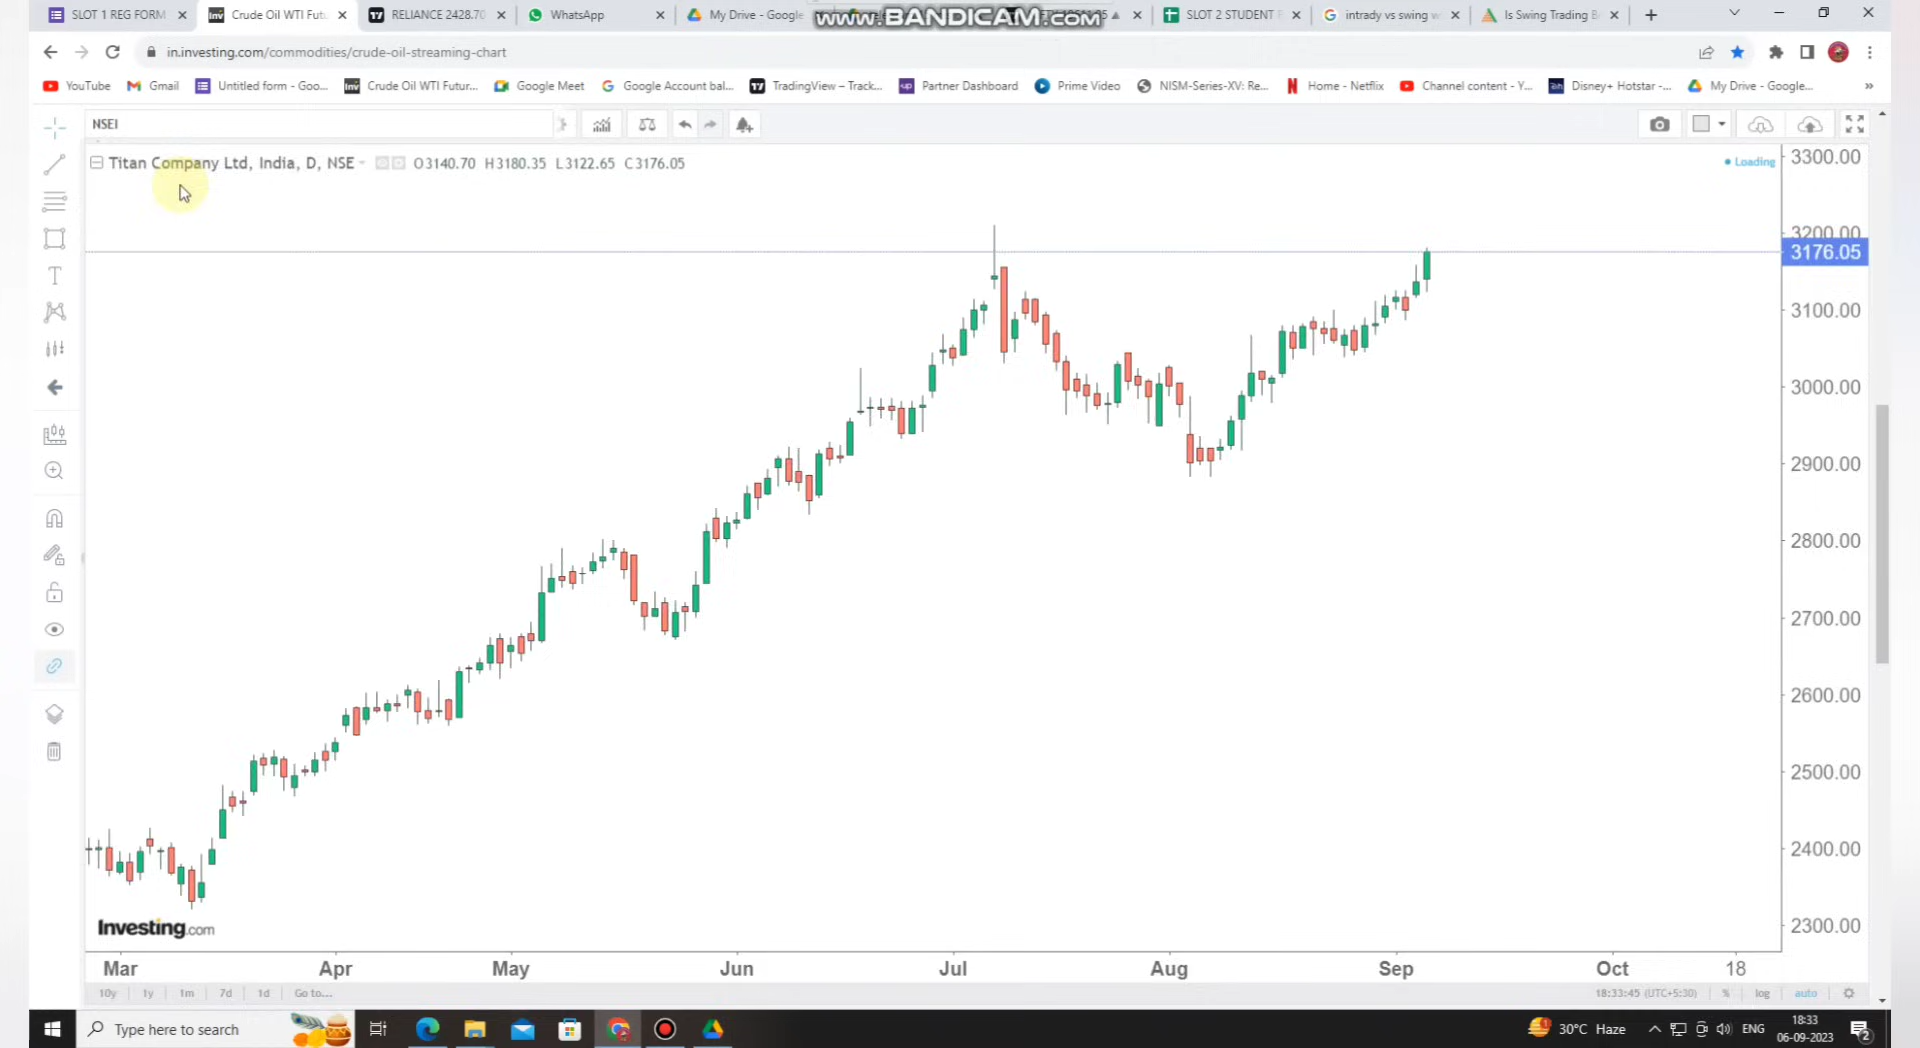 SLOT 1 REG FORM
Crude Oil WTI Futu
RELIANCE 2428.70
WhatsApp
My Drive - Google
SLOT 2 STUDENT
intrady vs swing
Is Swing Trading
www.BANDICAM.com
in.investing.com/commodities/crude-oil-streaming-chart
YouTube
Gmail
Untitled form - Goo...
Crude Oil WTI Futur...
Google Meet
Google Account bal...
TradingView – Track...
Partner Dashboard
Prime Video
NISM-Series-XV: Re...
Home - Netflix
Channel content - Y...
Disney+ Hotstar -...
My Drive - Google...
NSEI
Titan Company Ltd, India, D, NSE O3140.70 H3180.35 L3122.65 C3176.05
Loading
3300.00
3200.00
3176.05
3100.00
3000.00
2900.00
2800.00
2700.00
2600.00
2500.00
2400.00
2300.00
Investing.com
Mar Apr May Jun Jul Aug Sep Oct 18
10y 1y 1m 7d 1d Go to...
18:33:45 (UTC+5:30) % log auto
Type here to search
30°C Haze
ENG
18:33
06-09-2023
2